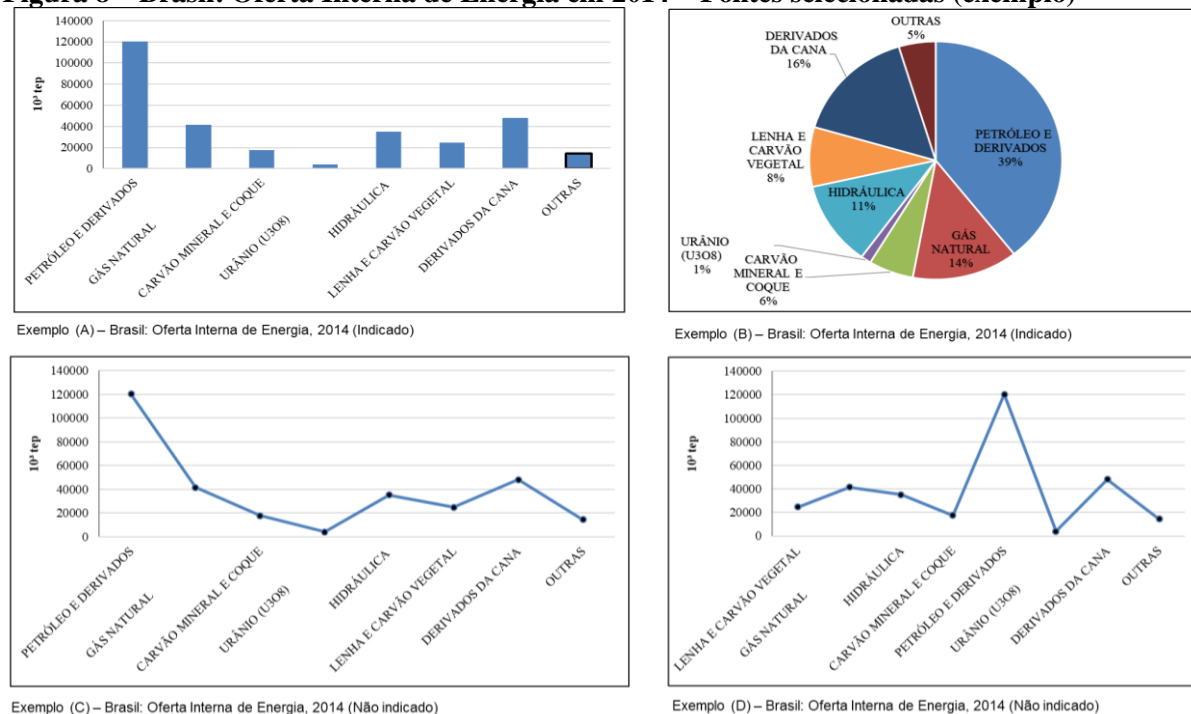 Figura 8 – Brasil: Oferta Interna de Energia em 2014 – Fontes selecionadas (exemplo)
140000
120000
100000
80000
60000
40000
20000
0
10³ tep
PETRÓLEO E DERIVADOS
GÁS NATURAL
CARVÃO MINERAL E COQUE
URÂNIO (U3O8)
HIDRÁULICA
LENHA E CARVÃO VEGETAL
DERIVADOS DA CANA
OUTRAS
Exemplo (A) – Brasil: Oferta Interna de Energia, 2014 (Indicado)
OUTRAS
5%
DERIVADOS
DA CANA
16%
LENHA E
CARVÃO
VEGETAL
8%
HIDRÁULICA
11%
URÂNIO
(U3O8)
1%
CARVÃO
MINERAL E
COQUE
6%
GÁS
NATURAL
14%
PETRÓLEO E
DERIVADOS
39%
Exemplo (B) – Brasil: Oferta Interna de Energia, 2014 (Indicado)
140000
120000
100000
80000
60000
40000
20000
0
10³ tep
PETRÓLEO E DERIVADOS
GÁS NATURAL
CARVÃO MINERAL E COQUE
URÂNIO (U3O8)
HIDRÁULICA
LENHA E CARVÃO VEGETAL
DERIVADOS DA CANA
OUTRAS
Exemplo (C) – Brasil: Oferta Interna de Energia, 2014 (Não indicado)
140000
120000
100000
80000
60000
40000
20000
0
10³ tep
LENHA E CARVÃO VEGETAL
GÁS NATURAL
HIDRÁULICA
CARVÃO MINERAL E COQUE
PETRÓLEO E DERIVADOS
URÂNIO (U3O8)
DERIVADOS DA CANA
OUTRAS
Exemplo (D) – Brasil: Oferta Interna de Energia, 2014 (Não indicado)